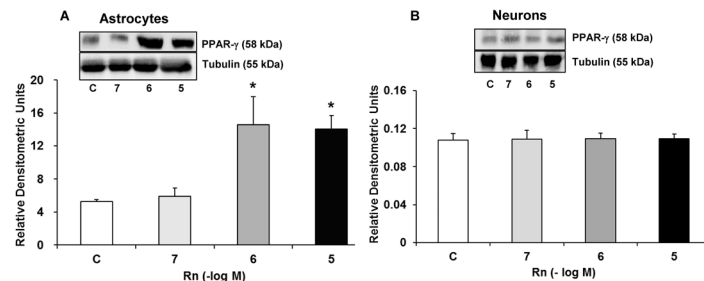 A
Astrocytes
PPAR-γ (58 kDa)
Tubulin (55 kDa)
C 7 6 5
Relative Densitometric Units
20
16
12
8
4
0
* *
C 7 6 5
Rn (-log M)
B
Neurons
PPAR-γ (58 kDa)
Tubulin (55 kDa)
C 7 6 5
Relative Densitometric Units
0.16
0.12
0.08
0.04
0
C 7 6 5
Rn (- log M)